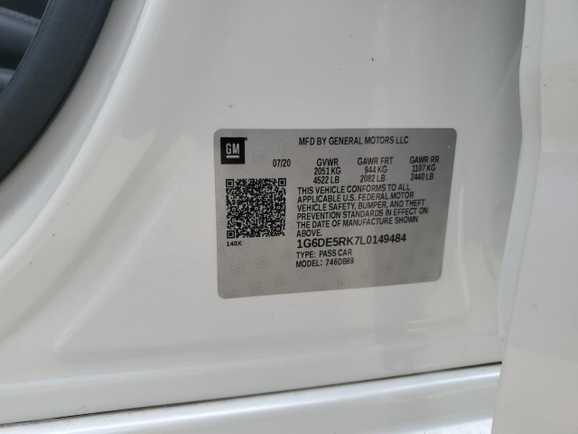 GM
MFD BY GENERAL MOTORS LLC
07/20 GVWR GAWR FRT GAWR RR
2051 KG 944 KG 1107 KG
4522 LB 2082 LB 2440 LB
THIS VEHICLE CONFORMS TO ALL
APPLICABLE U.S. FEDERAL MOTOR
VEHICLE SAFETY, BUMPER, AND THEFT
PREVENTION STANDARDS IN EFFECT ON
THE DATE OF MANUFACTURE SHOWN
ABOVE.
140X
1G6DE5RK7L0149484
TYPE: PASS CAR
MODEL: 746DB69